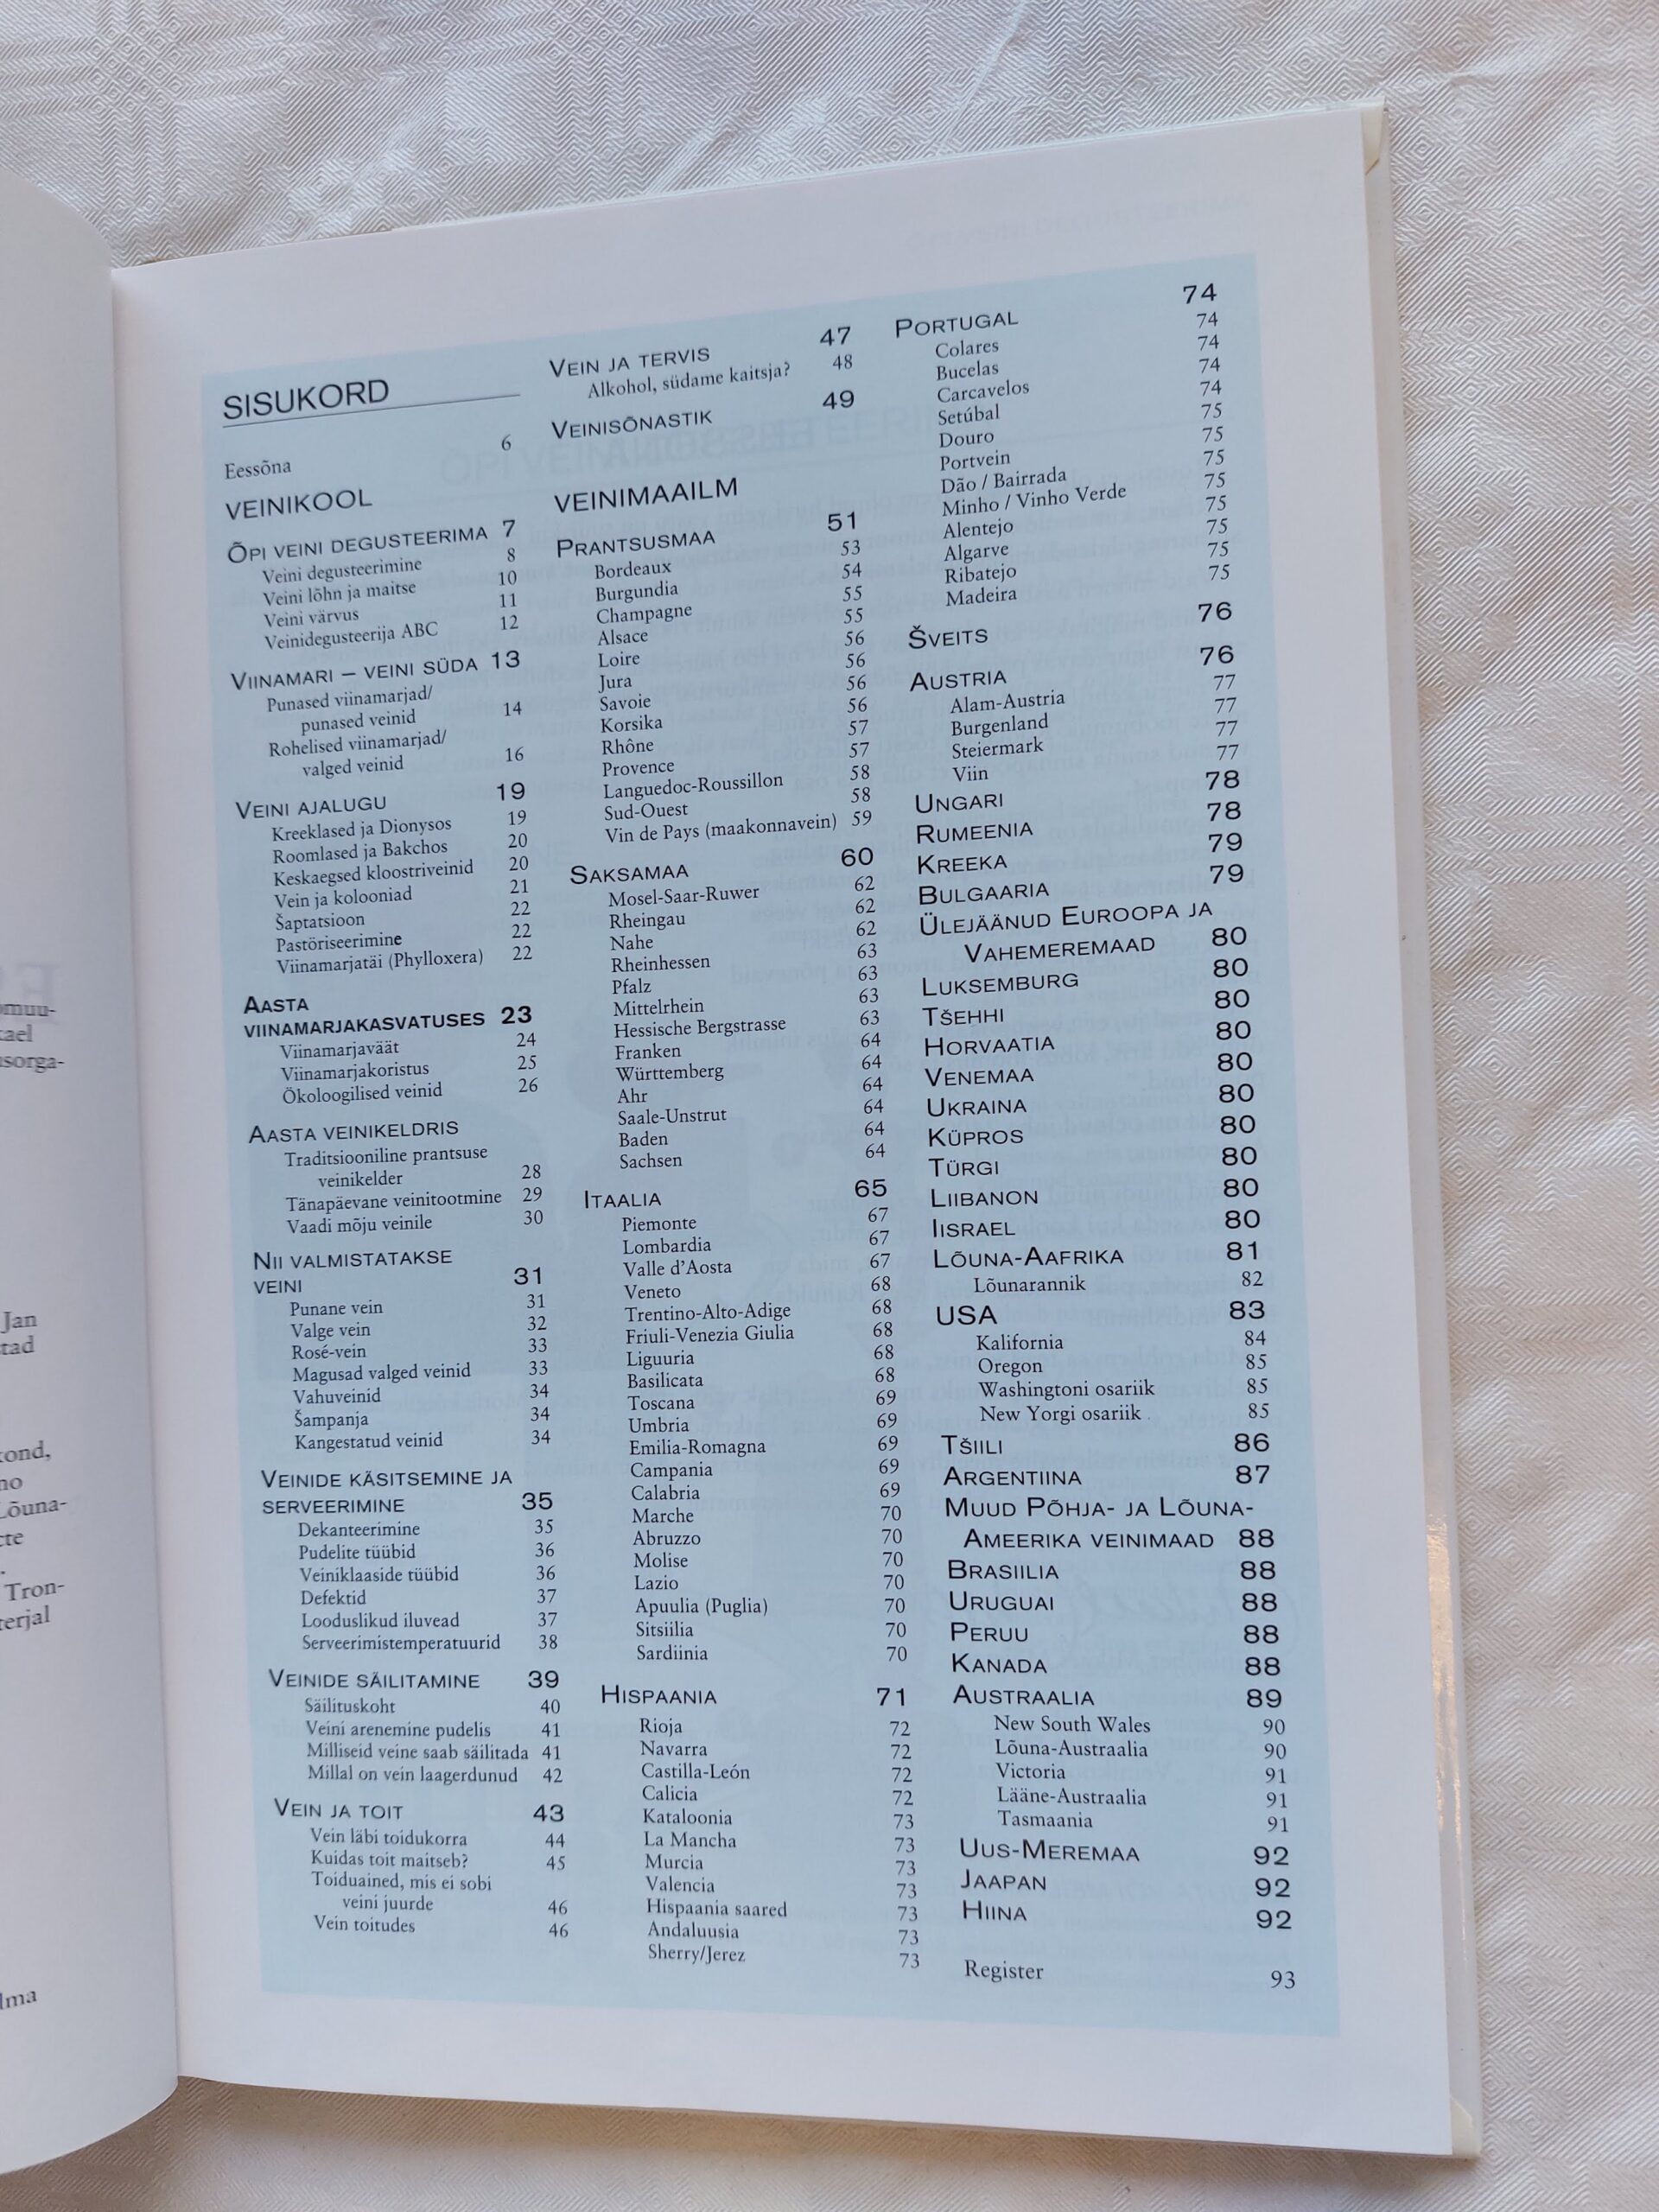 omuu-
kael
usorga-
Jan
tad
kond,
no
Lõuna-
te
Tron-
terjal
lma
SISUKORD
Eessõna 6
VEINIKOOL
ÕPI VEINI DEGUSTEERIMA 7
Veini degusteerimine 8
Veini lõhn ja maitse 10
Veini värvus 11
Veinidegusteerija ABC 12
VIINAMARI – VEINI SÜDA 13
Punased viinamarjad/
punased veinid 14
Rohelised viinamarjad/
valged veinid 16
VEINI AJALUGU 19
Kreeklased ja Dionysos 19
Roomlased ja Bakchos 20
Keskaegsed kloostriveinid 20
Vein ja kolooniad 21
Šaptatsioon 22
Pastöriseerimine 22
Viinamarjatäi (Phylloxera) 22
AASTA
VIINAMARJAKASVATUSES 23
Viinamarjaväät 24
Viinamarjakoristus 25
Ökoloogilised veinid 26
AASTA VEINIKELDRIS
Traditsiooniline prantsuse
veinikelder 28
Tänapäevane veinitootmine 29
Vaadi mõju veinile 30
NII VALMISTATAKSE
VEINI 31
Punane vein 31
Valge vein 32
Rosé-vein 33
Magusad valged veinid 33
Vahuveinid 34
Šampanja 34
Kangestatud veinid 34
VEINIDE KÄSITSEMINE JA
SERVEERIMINE 35
Dekanteerimine 35
Pudelite tüübid 36
Veiniklaaside tüübid 36
Defektid 37
Looduslikud iluvead 37
Serveerimistemperatuurid 38
VEINIDE SÄILITAMINE 39
Säilituskoht 40
Veini arenemine pudelis 41
Milliseid veine saab säilitada 41
Millal on vein laagerdunud 42
VEIN JA TOIT 43
Vein läbi toidukorra 44
Kuidas toit maitseb? 45
Toiduained, mis ei sobi
veini juurde 46
Vein toitudes 46
VEIN JA TERVIS 47
Alkohol, südame kaitsja? 48
VEINISÕNASTIK 49
VEINIMAAILM
PRANTSUSMAA 51
Bordeaux 53
Burgundia 54
Champagne 55
Alsace 55
Loire 56
Jura 56
Savoie 56
Korsika 56
Rhône 57
Provence 57
Languedoc-Roussillon 58
Sud-Ouest 58
Vin de Pays (maakonnavein) 59
SAKSAMAA 60
Mosel-Saar-Ruwer 62
Rheingau 62
Nahe 62
Rheinhessen 63
Pfalz 63
Mittelrhein 63
Hessische Bergstrasse 63
Franken 64
Württemberg 64
Ahr 64
Saale-Unstrut 64
Baden 64
Sachsen 64
ITAALIA 65
Piemonte 67
Lombardia 67
Valle d'Aosta 67
Veneto 68
Trentino-Alto-Adige 68
Friuli-Venezia Giulia 68
Liguuria 68
Basilicata 68
Toscana 69
Umbria 69
Emilia-Romagna 69
Campania 69
Calabria 69
Marche 70
Abruzzo 70
Molise 70
Lazio 70
Apuulia (Puglia) 70
Sitsiilia 70
Sardiinia 70
HISPAANIA 71
Rioja 72
Navarra 72
Castilla-León 72
Calicia 72
Kataloonia 73
La Mancha 73
Murcia 73
Valencia 73
Hispaania saared 73
Andaluusia 73
Sherry/Jerez 73
PORTUGAL 74
Colares 74
Bucelas 74
Carcavelos 74
Setúbal 74
Douro 75
Portvein 75
Dão / Bairrada 75
Minho / Vinho Verde 75
Alentejo 75
Algarve 75
Ribatejo 75
Madeira 75
ŠVEITS 76
AUSTRIA 76
Alam-Austria 77
Burgenland 77
Steiermark 77
Viin 77
UNGARI 78
RUMEENIA 78
KREEKA 79
BULGAARIA 79
ÜLEJÄÄNUD EUROOPA JA
VAHEMEREMAAD 80
LUKSEMBURG 80
TŠEHHI 80
HORVAATIA 80
VENEMAA 80
UKRAINA 80
KÜPROS 80
TÜRGI 80
LIIBANON 80
IISRAEL 80
LÕUNA-AAFRIKA 81
Lõunarannik 82
USA 83
Kalifornia 84
Oregon 85
Washingtoni osariik 85
New Yorgi osariik 85
TŠIILI 86
ARGENTIINA 87
MUUD PÕHJA- JA LÕUNA-
AMEERIKA VEINIMAAD 88
BRASIILIA 88
URUGUAI 88
PERUU 88
KANADA 88
AUSTRAALIA 89
New South Wales 90
Lõuna-Austraalia 90
Victoria 91
Lääne-Austraalia 91
Tasmaania 91
UUS-MEREMAA 92
JAAPAN 92
HIINA 92
Register 93